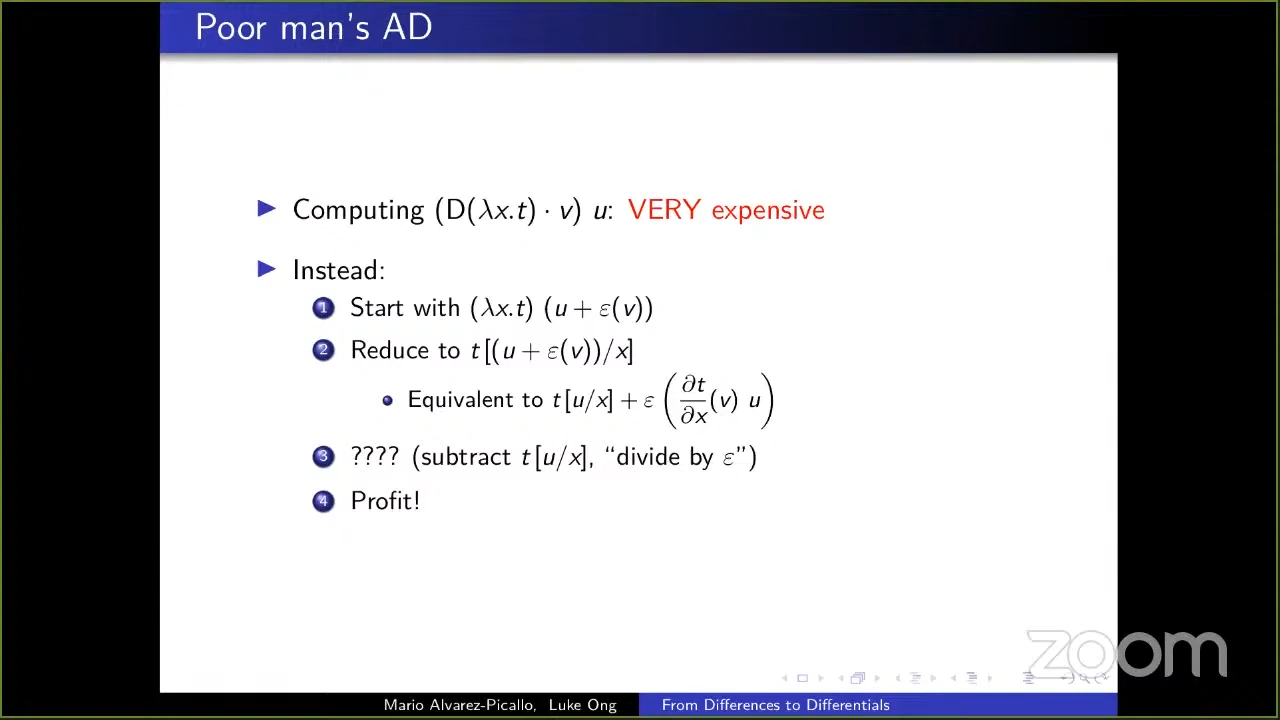 Poor man's AD
▶ Computing (D(λx.t) · v) u: VERY expensive
▶ Instead:
1 Start with (λx.t) (u + ε(v))
2 Reduce to t [(u + ε(v))/x]
• Equivalent to t [u/x] + ε (∂t/∂x (v) u)
3 ???? (subtract t [u/x], “divide by ε”)
4 Profit!
zoom
Mario Alvarez-Picallo, Luke Ong From Differences to Differentials